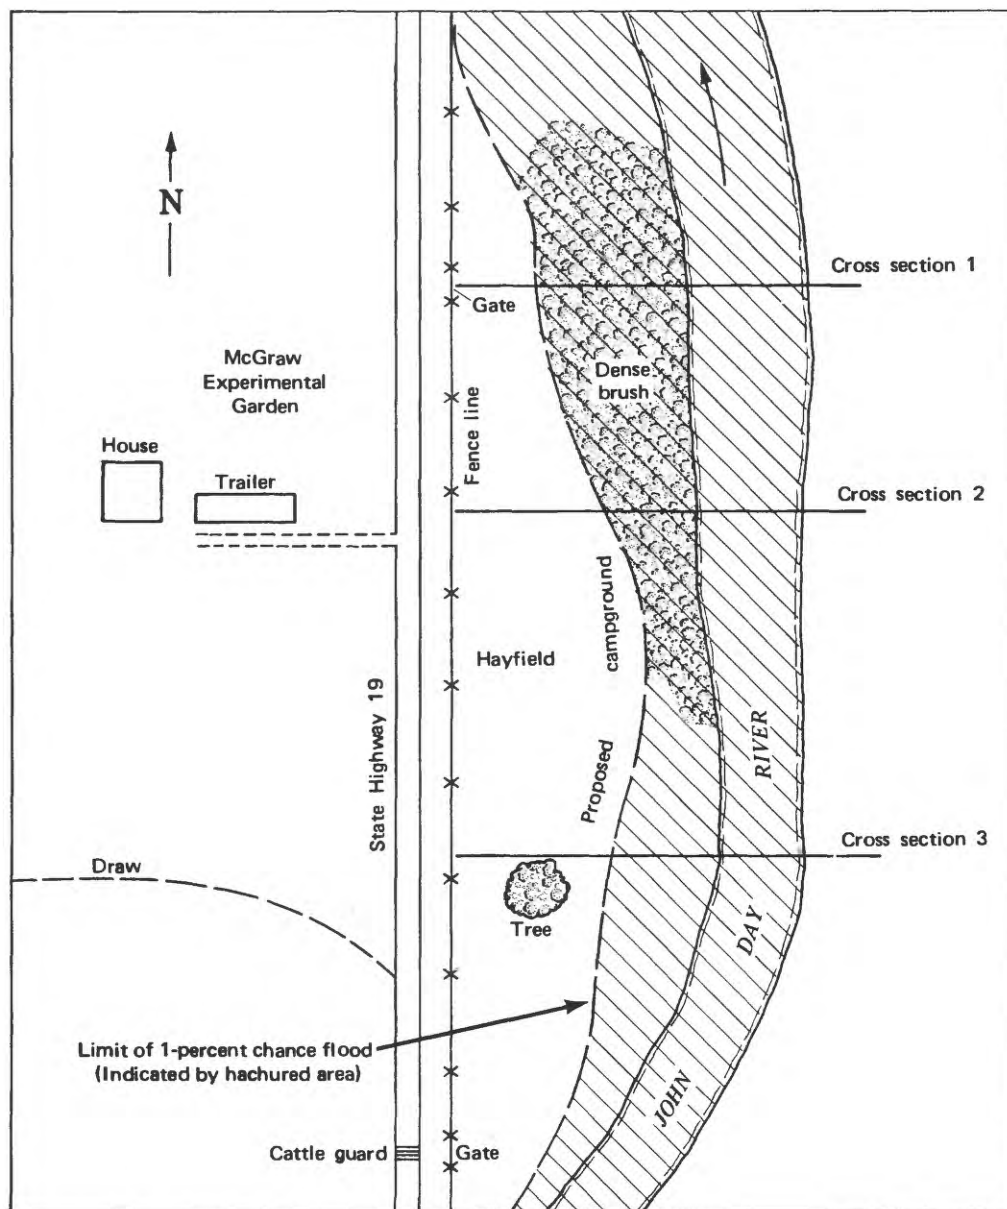 N
Cross section 1
Gate
McGraw
Experimental
Garden
Dense
brush
Fence line
House
Trailer
Cross section 2
campground
Hayfield
State Highway 19
RIVER
Proposed
Cross section 3
Draw
Tree
DAY
Limit of 1-percent chance flood
(Indicated by hachured area)
JOHN
Cattle guard
Gate